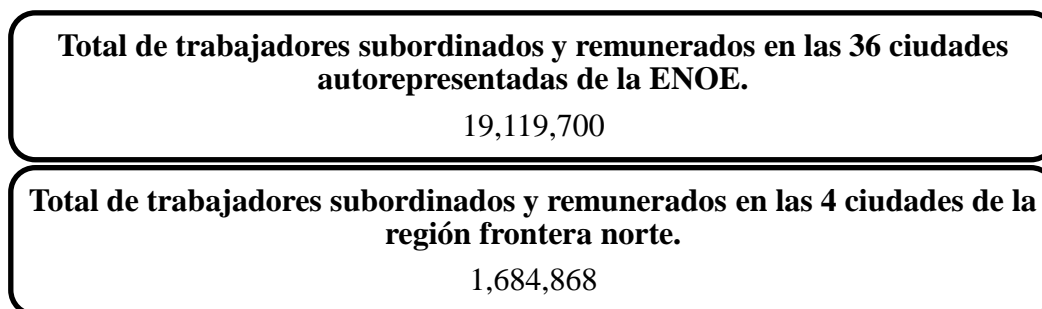 Total de trabajadores subordinados y remunerados en las 36 ciudades
autorepresentadas de la ENOE.
19,119,700
Total de trabajadores subordinados y remunerados en las 4 ciudades de la
región frontera norte.
1,684,868